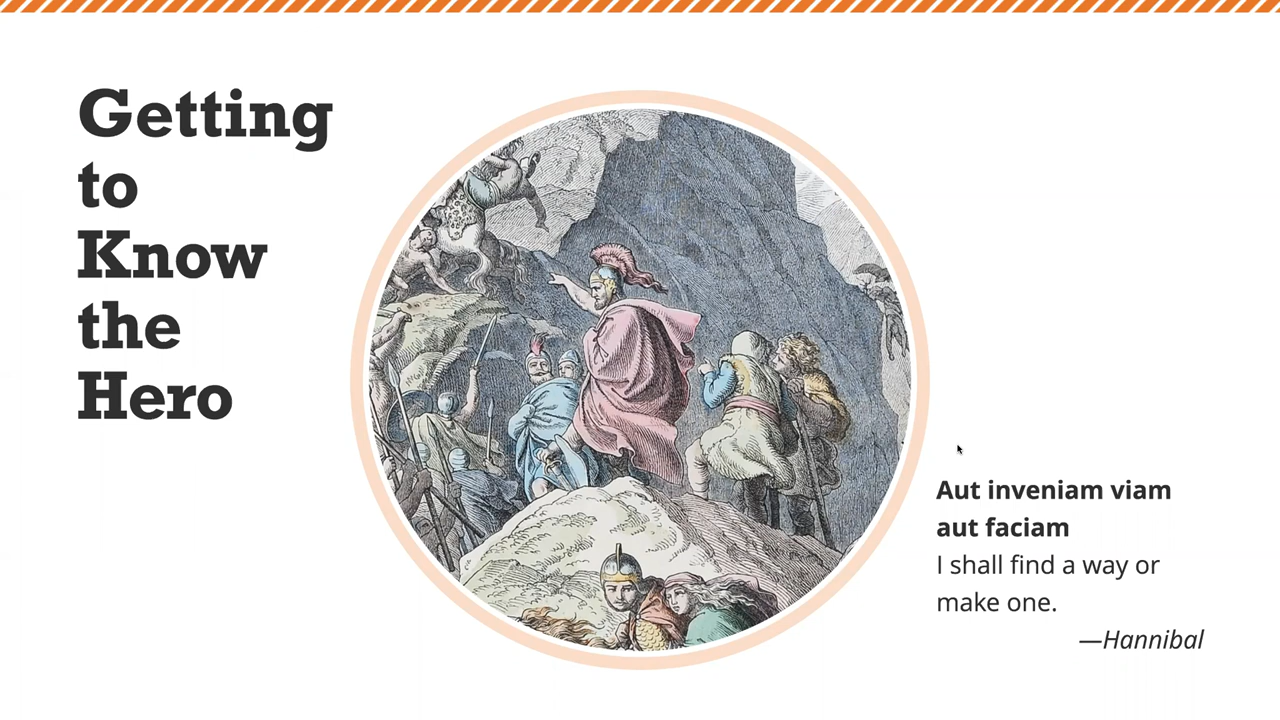 Getting
to
Know
the
Hero
Aut inveniam viam
aut faciam
I shall find a way or
make one.
—Hannibal